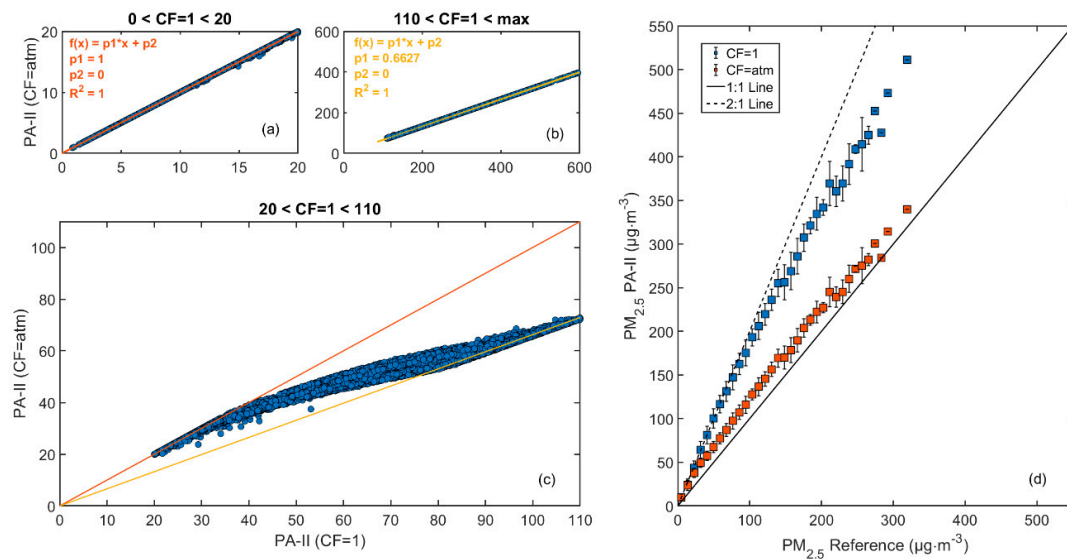 0 < CF=1 < 20
PA-II (CF=atm)
20
10
0
f(x) = p1*x + p2
p1 = 1
p2 = 0
R² = 1
(a)
0 5 10 15 20
110 < CF=1 < max
600
400
200
0
f(x) = p1*x + p2
p1 = 0.6627
p2 = 0
R² = 1
(b)
0 200 400 600
20 < CF=1 < 110
PA-II (CF=atm)
100
80
60
40
20
0
(c)
0 10 20 30 40 50 60 70 80 90 100 110
PA-II (CF=1)
PM2.5 PA-II (μg·m-3)
550
500
450
400
350
300
250
200
150
100
50
0
CF=1
CF=atm
1:1 Line
2:1 Line
(d)
0 100 200 300 400 500
PM2.5 Reference (μg·m-3)